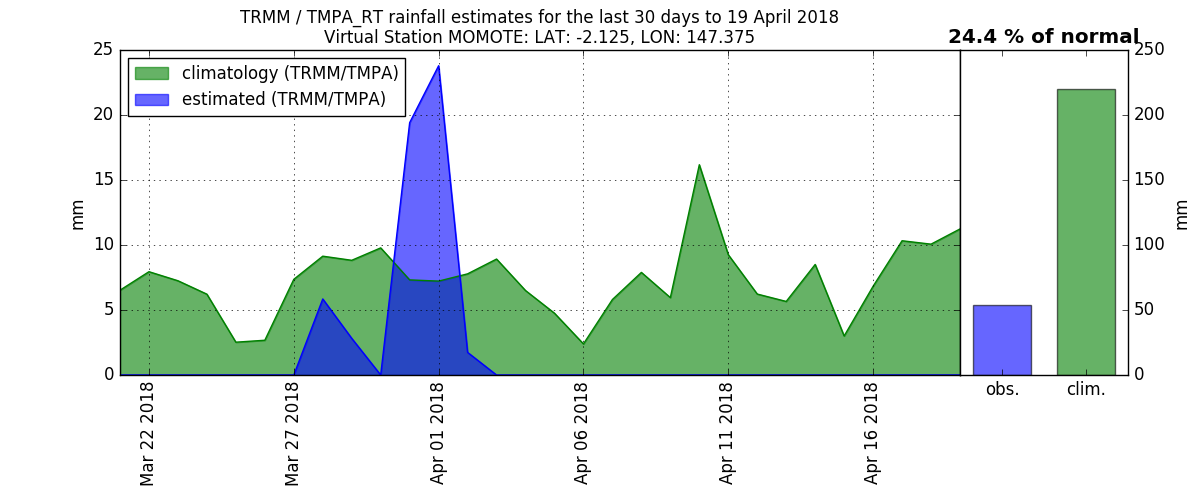 TRMM / TMPA_RT rainfall estimates for the last 30 days to 19 April 2018
Virtual Station MOMOTE: LAT: -2.125, LON: 147.375
24.4 % of normal
climatology (TRMM/TMPA)
estimated (TRMM/TMPA)
25
20
15
10
5
0
mm
Mar 22 2018
Mar 27 2018
Apr 01 2018
Apr 06 2018
Apr 11 2018
Apr 16 2018
250
200
150
100
50
0
mm
obs.
clim.